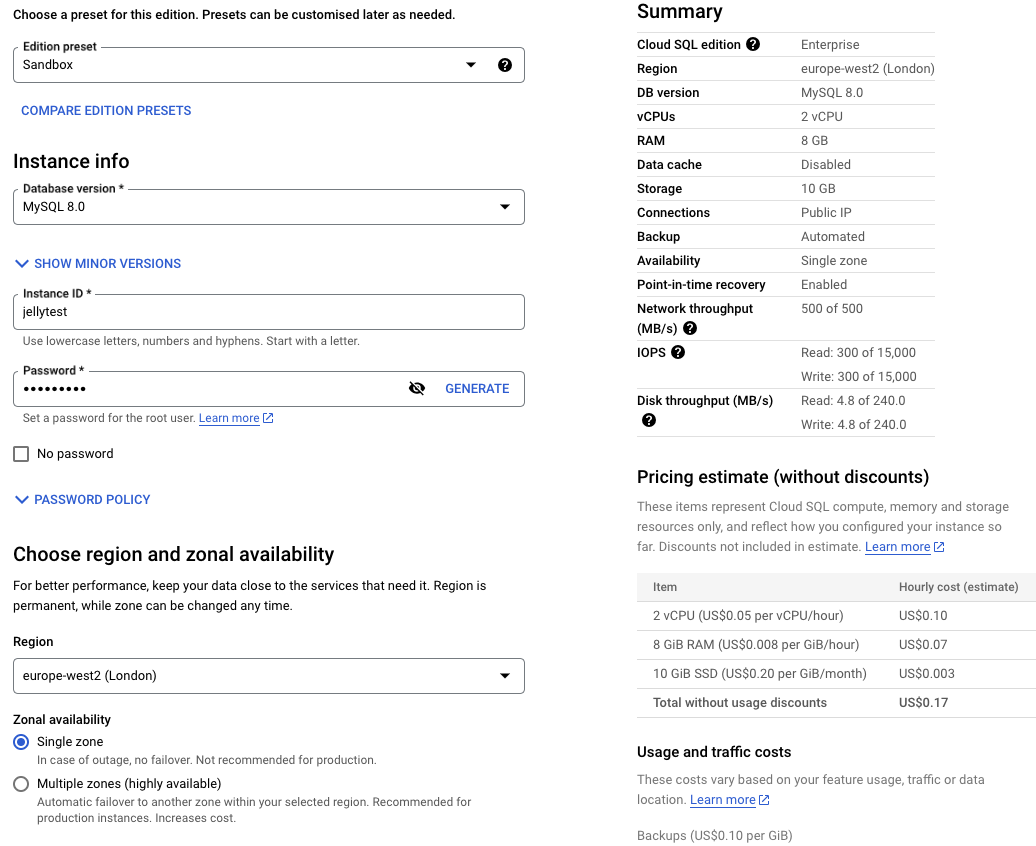 Choose a preset for this edition. Presets can be customised later as needed.
Edition preset
Sandbox
COMPARE EDITION PRESETS
Instance info
Database version *
MySQL 8.0
SHOW MINOR VERSIONS
Instance ID *
jellytest
Use lowercase letters, numbers and hyphens. Start with a letter.
Password *
•••••••••
GENERATE
Set a password for the root user. Learn more
No password
PASSWORD POLICY
Choose region and zonal availability
For better performance, keep your data close to the services that need it. Region is
permanent, while zone can be changed any time.
Region
europe-west2 (London)
Zonal availability
Single zone
In case of outage, no failover. Not recommended for production.
Multiple zones (highly available)
Automatic failover to another zone within your selected region. Recommended for
production instances. Increases cost.
Summary
Cloud SQL edition Enterprise
Region europe-west2 (London)
DB version MySQL 8.0
vCPUs 2 vCPU
RAM 8 GB
Data cache Disabled
Storage 10 GB
Connections Public IP
Backup Automated
Availability Single zone
Point-in-time recovery Enabled
Network throughput 500 of 500
(MB/s)
IOPS Read: 300 of 15,000
Write: 300 of 15,000
Disk throughput (MB/s) Read: 4.8 of 240.0
Write: 4.8 of 240.0
Pricing estimate (without discounts)
These items represent Cloud SQL compute, memory and storage
resources only, and reflect how you configured your instance so
far. Discounts not included in estimate. Learn more
Item Hourly cost (estimate)
2 vCPU (US$0.05 per vCPU/hour) US$0.10
8 GiB RAM (US$0.008 per GiB/hour) US$0.07
10 GiB SSD (US$0.20 per GiB/month) US$0.003
Total without usage discounts US$0.17
Usage and traffic costs
These costs vary based on your feature usage, traffic or data
location. Learn more
Backups (US$0.10 per GiB)